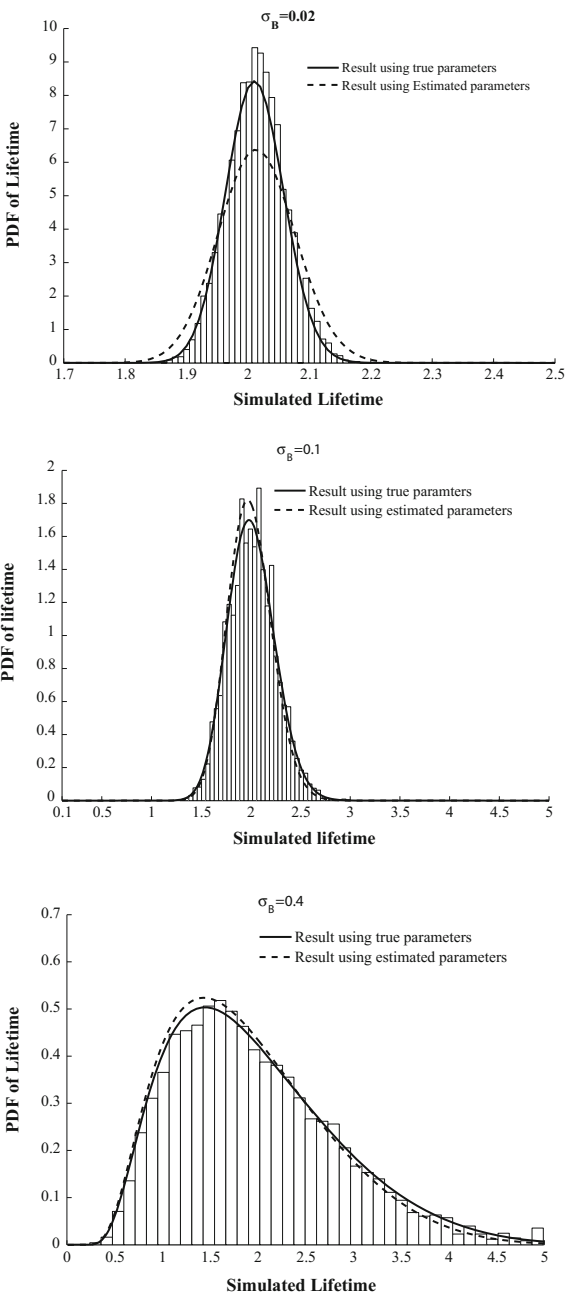 σB=0.02
10
9
8
7
6
5
4
3
2
1
0
PDF of Lifetime
Result using true parameters
Result using Estimated parameters
1.7 1.8 1.9 2 2.1 2.2 2.3 2.4 2.5
Simulated Lifetime
σB=0.1
2
1.8
1.6
1.4
1.2
1
0.8
0.6
0.4
0.2
0
PDF of lifetime
Result using true paramters
Result using estimated parameters
0.1 0.5 1 1.5 2 2.5 3 3.5 4 4.5 5
Simulated lifetime
σB=0.4
0.7
0.6
0.5
0.4
0.3
0.2
0.1
0
PDF of Lifetime
Result using true parameters
Result using estimated parameters
0 0.5 1 1.5 2 2.5 3 3.5 4 4.5 5
Simulated Lifetime